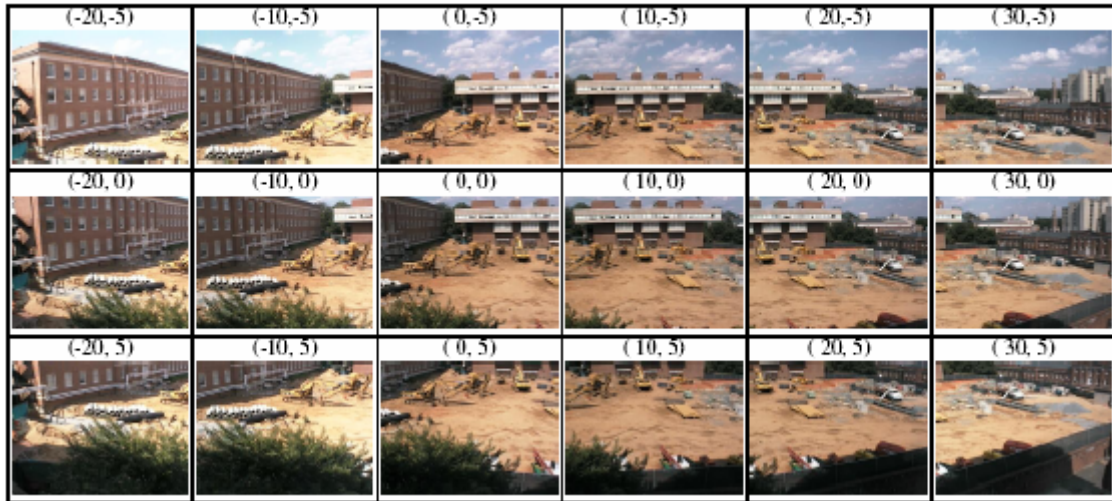 (-20,-5) (-10,-5) ( 0,-5) ( 10,-5) ( 20,-5) ( 30,-5)
(-20, 0) (-10, 0) ( 0, 0) ( 10, 0) ( 20, 0) ( 30, 0)
(-20, 5) (-10, 5) ( 0, 5) ( 10, 5) ( 20, 5) ( 30, 5)